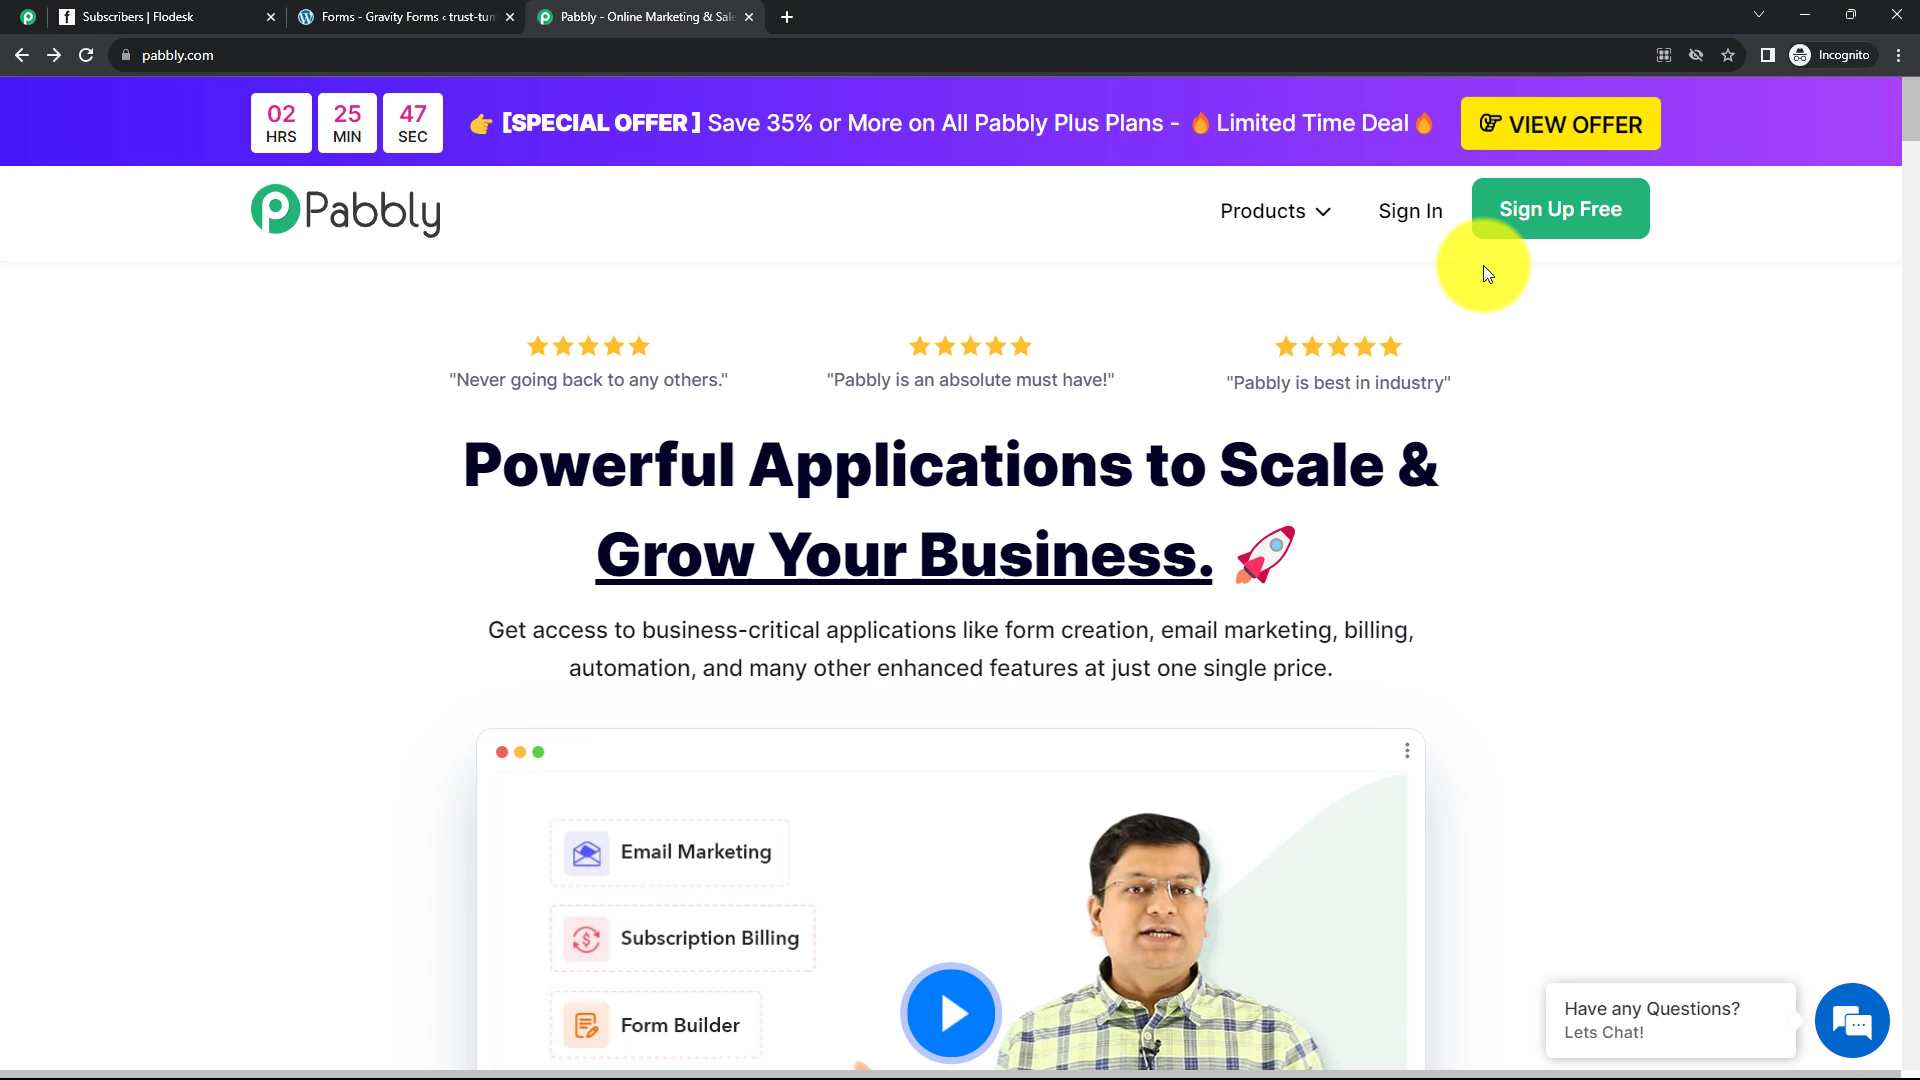 Subscribers | Flodesk
Forms - Gravity Forms ‹ trust-tun
Pabbly - Online Marketing & Sale
pabbly.com
Incognito
02
HRS
25
MIN
47
SEC
[SPECIAL OFFER] Save 35% or More on All Pabbly Plus Plans - Limited Time Deal
VIEW OFFER
Pabbly
Products
Sign In
Sign Up Free
"Never going back to any others."
"Pabbly is an absolute must have!"
"Pabbly is best in industry"
Powerful Applications to Scale &
Grow Your Business.
Get access to business-critical applications like form creation, email marketing, billing,
automation, and many other enhanced features at just one single price.
Email Marketing
Subscription Billing
Form Builder
Have any Questions?
Lets Chat!